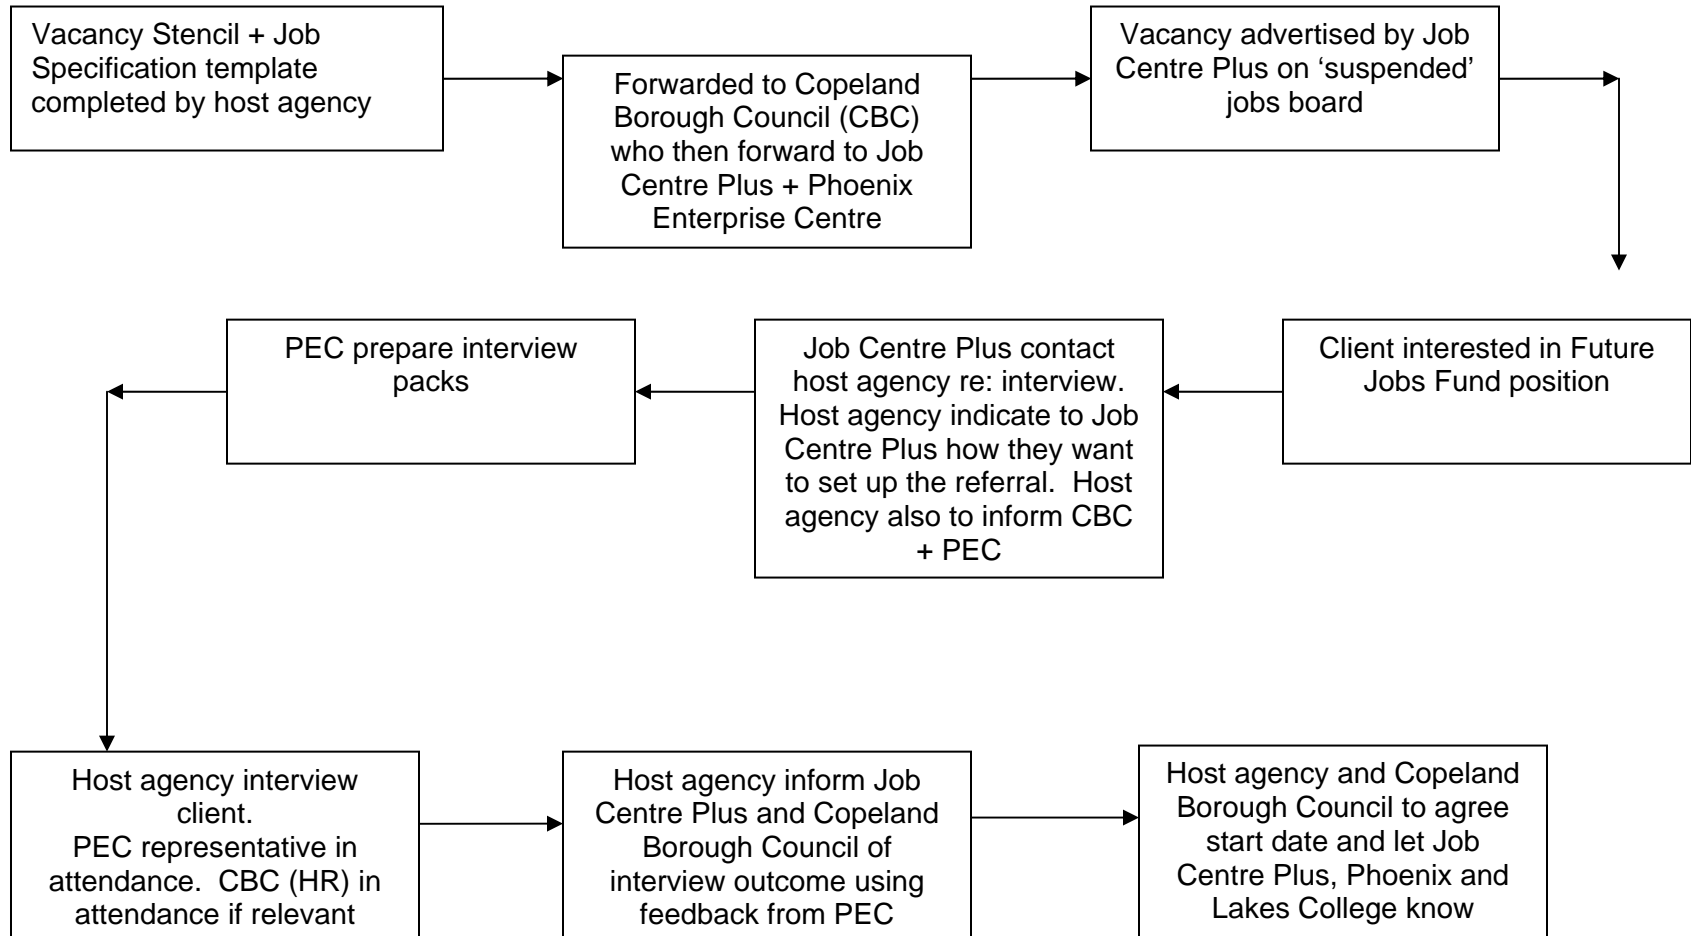 Vacancy Stencil + Job
Specification template
completed by host agency
Forwarded to Copeland
Borough Council (CBC)
who then forward to Job
Centre Plus + Phoenix
Enterprise Centre
Vacancy advertised by Job
Centre Plus on ‘suspended’
jobs board
Client interested in Future
Jobs Fund position
Job Centre Plus contact
host agency re: interview.
Host agency indicate to Job
Centre Plus how they want
to set up the referral.  Host
agency also to inform CBC
+ PEC
PEC prepare interview
packs
Host agency interview
client.
PEC representative in
attendance.  CBC (HR) in
attendance if relevant
Host agency inform Job
Centre Plus and Copeland
Borough Council of
interview outcome using
feedback from PEC
Host agency and Copeland
Borough Council to agree
start date and let Job
Centre Plus, Phoenix and
Lakes College know